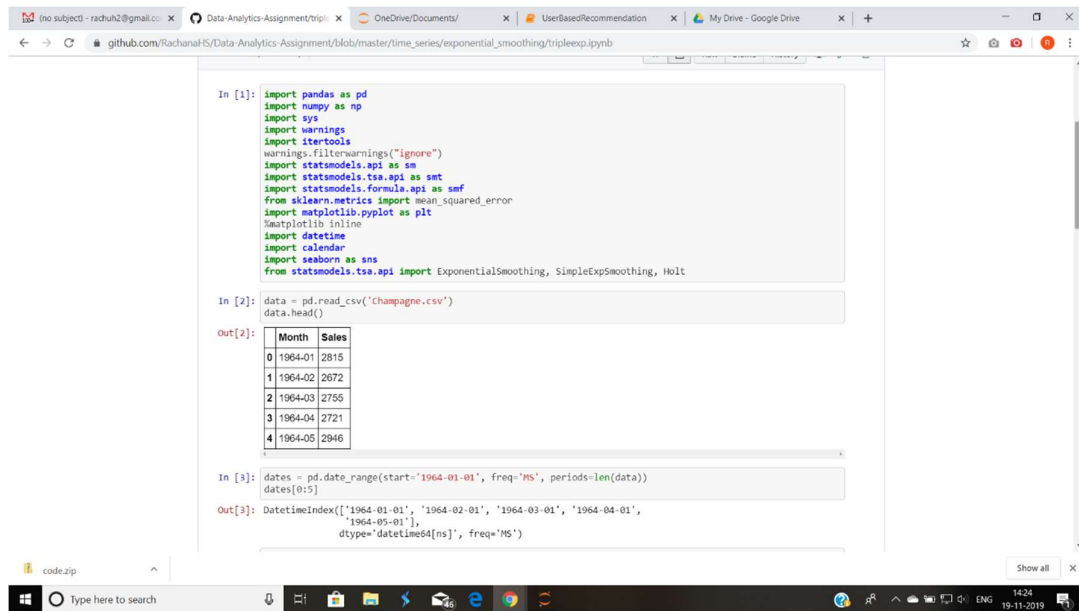 (no subject) - rachuh2@gmail.co
Data-Analytics-Assignment/triple
OneDrive/Documents/
UserBasedRecommendation
My Drive - Google Drive
github.com/RachanaHS/Data-Analytics-Assignment/blob/master/time_series/exponential_smoothing/tripleexp.ipynb
R
In [1]: import pandas as pd
import numpy as np
import sys
import warnings
import itertools
warnings.filterwarnings("ignore")
import statsmodels.api as sm
import statsmodels.tsa.api as smt
import statsmodels.formula.api as smf
from sklearn.metrics import mean_squared_error
import matplotlib.pyplot as plt
%matplotlib inline
import datetime
import calendar
import seaborn as sns
from statsmodels.tsa.api import ExponentialSmoothing, SimpleExpSmoothing, Holt
In [2]: data = pd.read_csv('Champagne.csv')
data.head()
Out[2]:
Month Sales
0 1964-01 2815
1 1964-02 2672
2 1964-03 2755
3 1964-04 2721
4 1964-05 2946
In [3]: dates = pd.date_range(start='1964-01-01', freq='MS', periods=len(data))
dates[0:5]
Out[3]: DatetimeIndex(['1964-01-01', '1964-02-01', '1964-03-01', '1964-04-01',
'1964-05-01'],
dtype='datetime64[ns]', freq='MS')
code.zip
Show all
Type here to search
46
ENG
14:24
19-11-2019